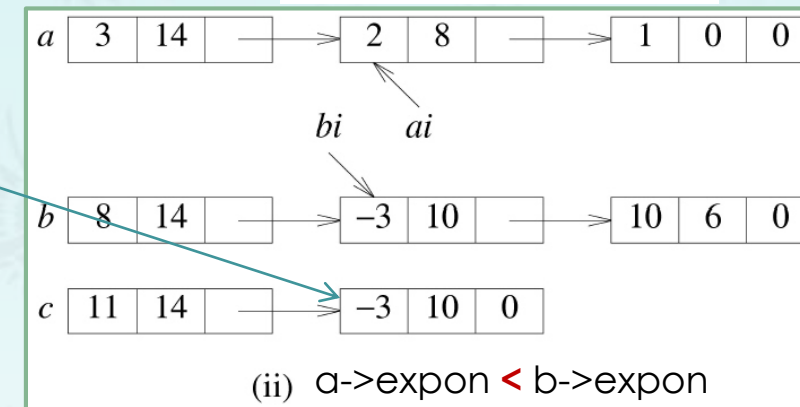 a 3 14 2 8 1 0 0
bi ai
b 8 14 −3 10 10 6 0
c 11 14 −3 10 0
(ii) a->expon < b->expon